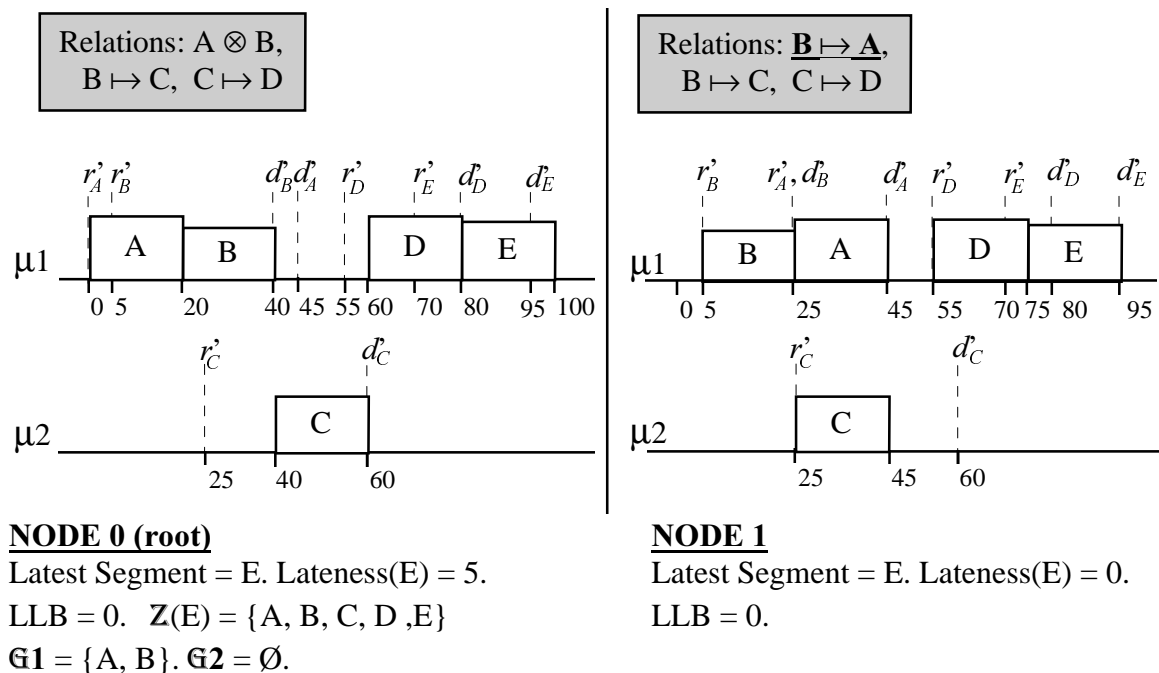 Relations: A ⊗ B,
B ↦ C, C ↦ D
r'A r'B d'B d'A r'D r'E d'D d'E
A B D E
μ1
0 5 20 40 45 55 60 70 80 95 100
r'C d'C
C
μ2
25 40 60
NODE 0 (root)
Latest Segment = E. Lateness(E) = 5.
LLB = 0. ℤ(E) = {A, B, C, D ,E}
𝔾1 = {A, B}. 𝔾2 = Ø.
Relations: B ↦ A,
B ↦ C, C ↦ D
r'B r'A, d'B d'A r'D r'E d'D d'E
B A D E
μ1
0 5 25 45 55 70 75 80 95
r'C d'C
C
μ2
25 45 60
NODE 1
Latest Segment = E. Lateness(E) = 0.
LLB = 0.